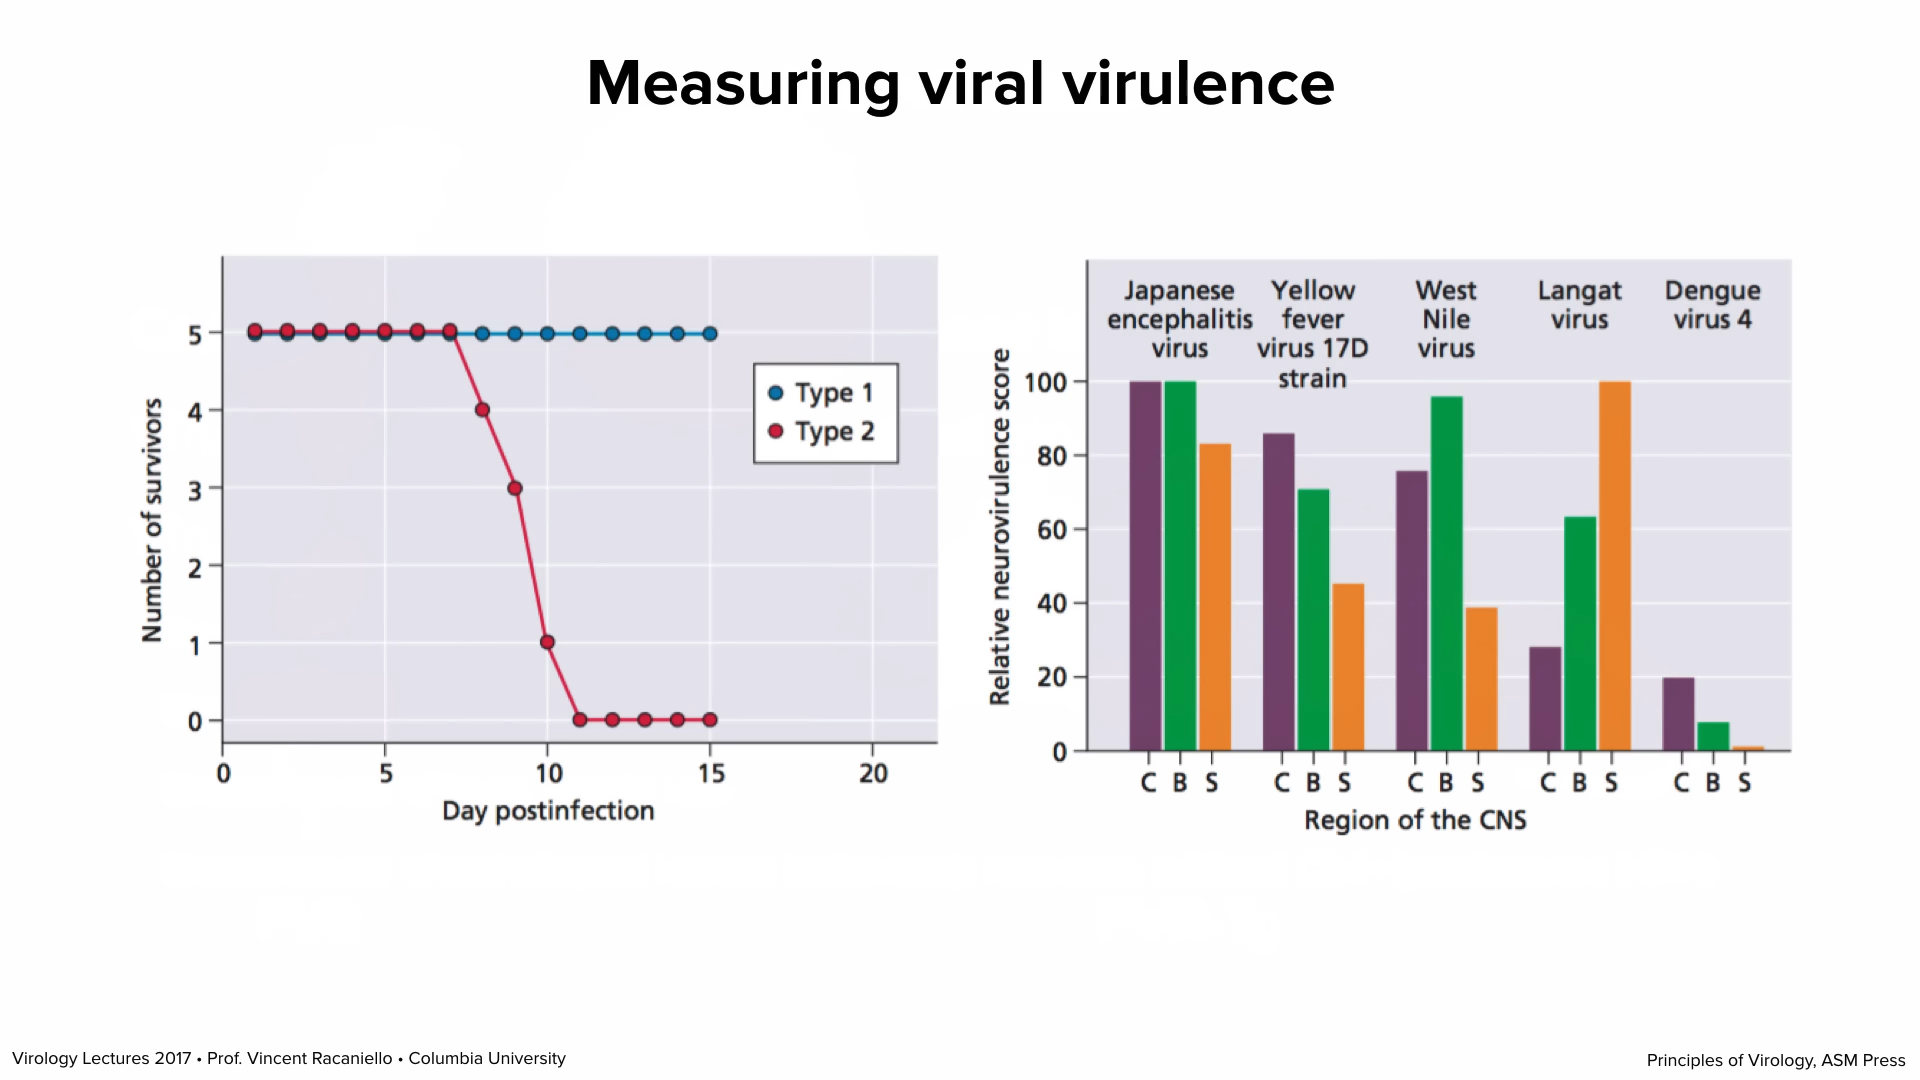 Measuring viral virulence
Number of survivors
5
4
3
2
1
0
0 5 10 15 20
Day postinfection
Type 1
Type 2
Relative neurovirulence score
100
80
60
40
20
0
Japanese
encephalitis
virus
Yellow
fever
virus 17D
strain
West
Nile
virus
Langat
virus
Dengue
virus 4
C B S C B S C B S C B S C B S
Region of the CNS
Virology Lectures 2017 • Prof. Vincent Racaniello • Columbia University
Principles of Virology, ASM Press